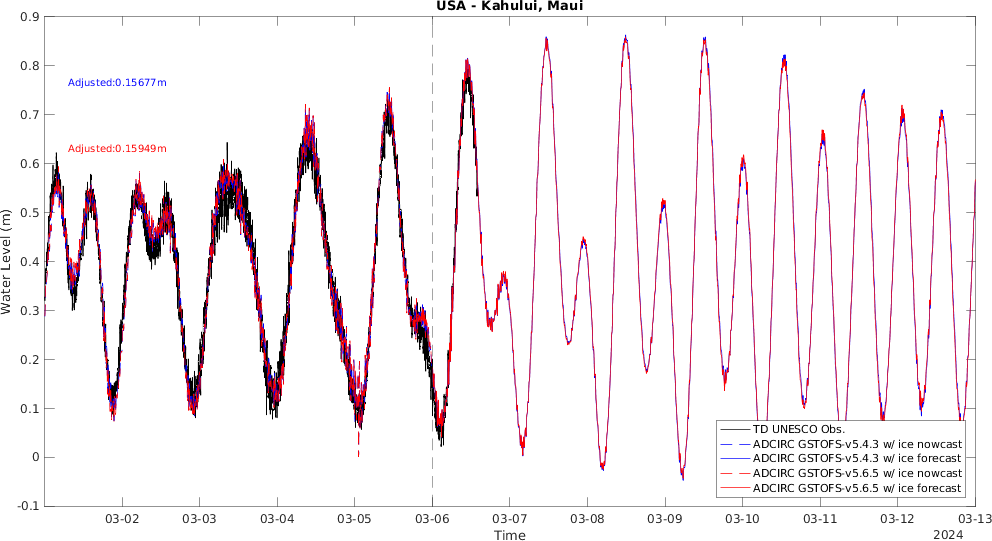 USA - Kahului, Maui
0.9
0.8
0.7
0.6
0.5
0.4
0.3
0.2
0.1
0
-0.1
Water Level (m)
Adjusted:0.15677m
Adjusted:0.15949m
TD UNESCO Obs.
ADCIRC GSTOFS-v5.4.3 w/ ice nowcast
ADCIRC GSTOFS-v5.4.3 w/ ice forecast
ADCIRC GSTOFS-v5.6.5 w/ ice nowcast
ADCIRC GSTOFS-v5.6.5 w/ ice forecast
03-02 03-03 03-04 03-05 03-06 03-07 03-08 03-09 03-10 03-11 03-12 03-13
Time
2024